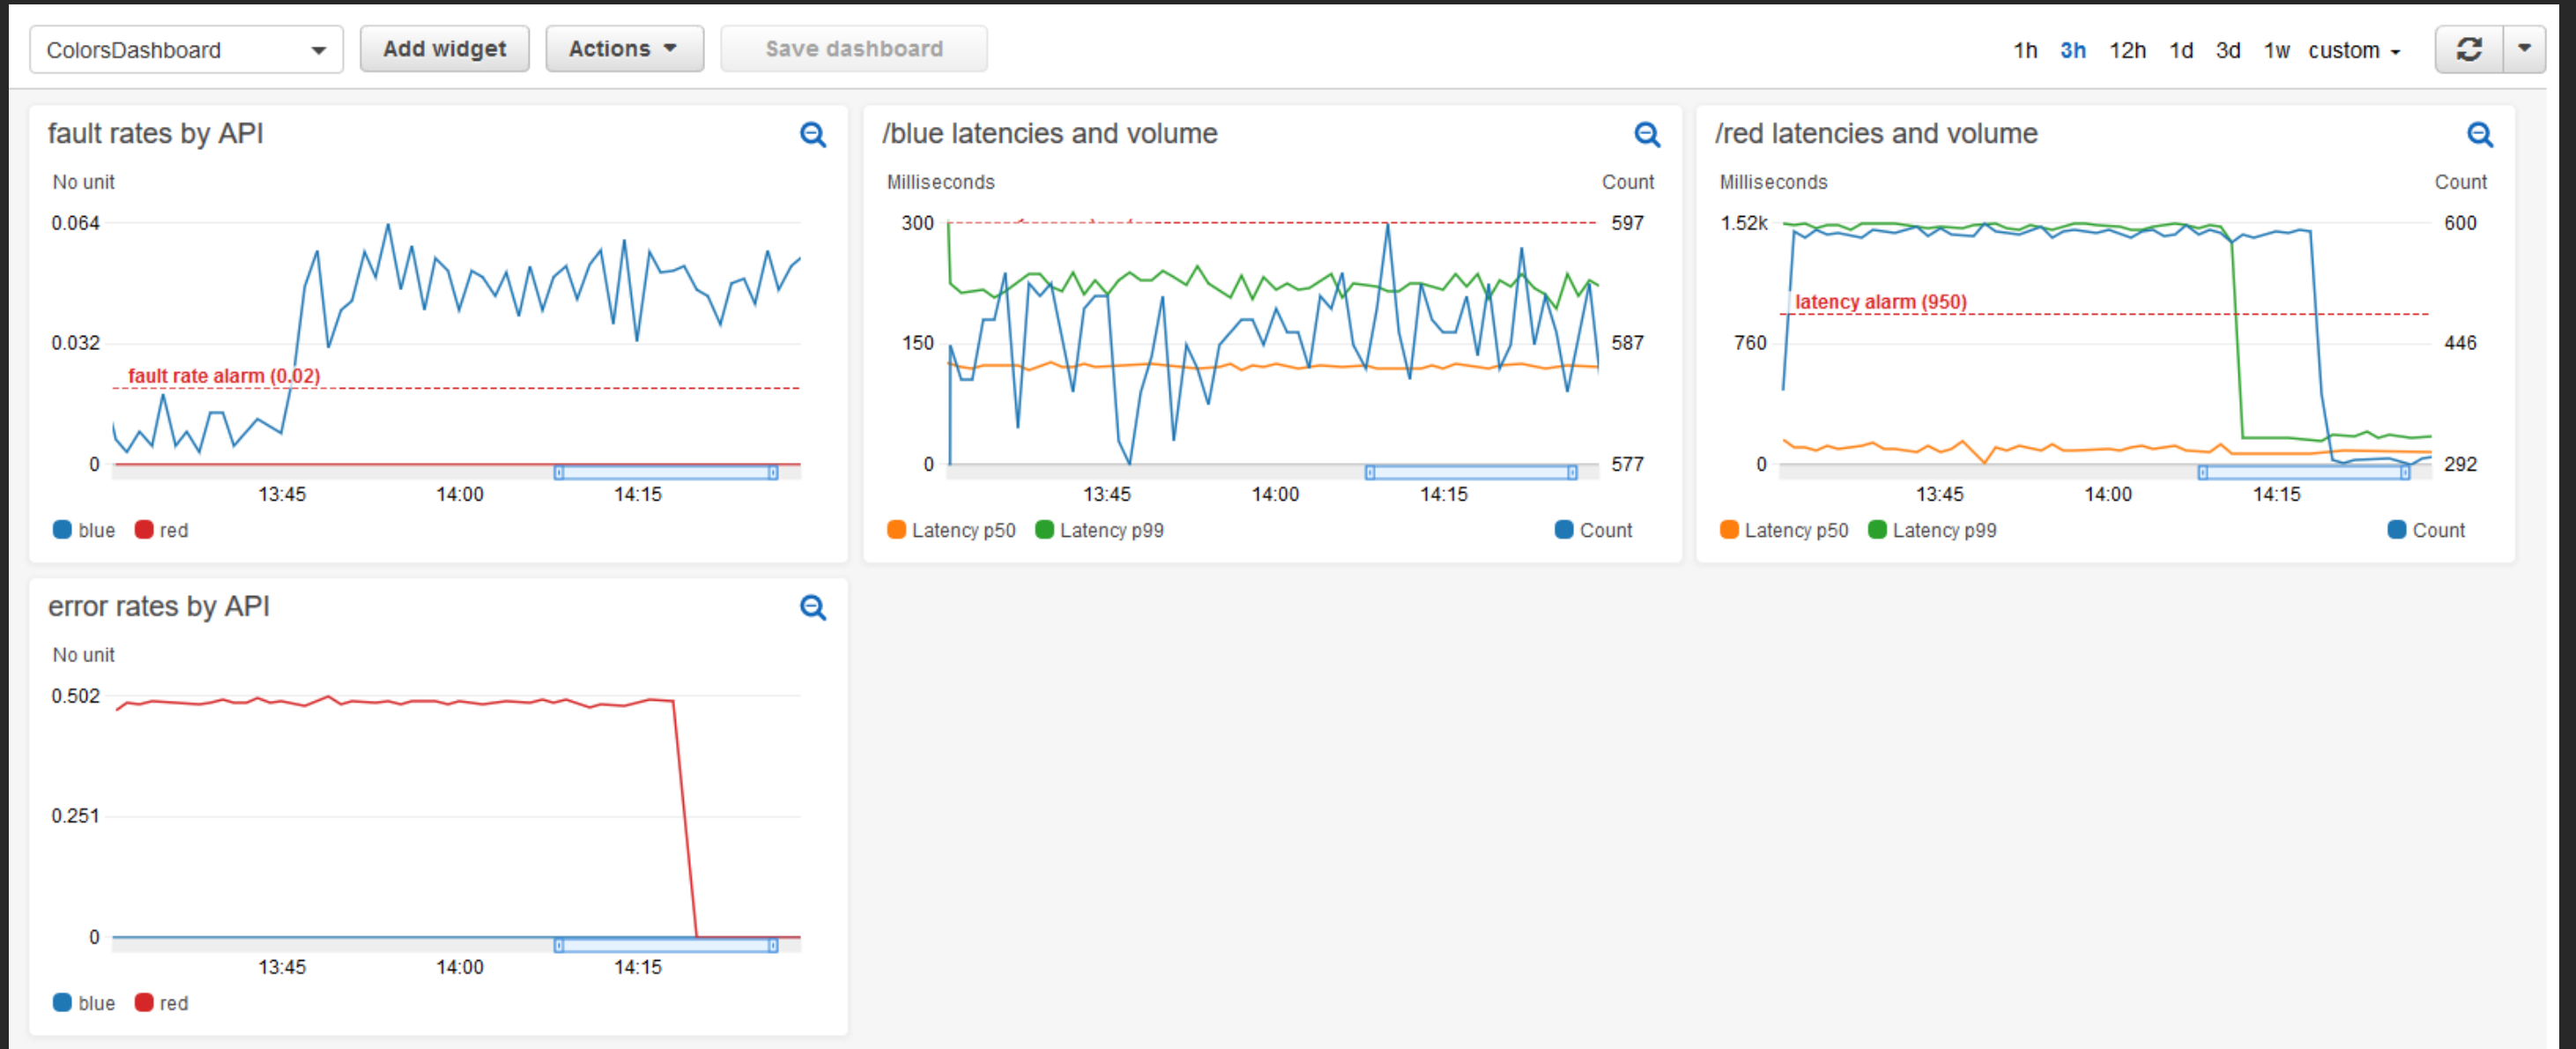 ColorsDashboard Add widget Actions Save dashboard 1h 3h 12h 1d 3d 1w custom
fault rates by API
No unit
0.064
0.032
fault rate alarm (0.02)
0
13:45 14:00 14:15
blue red
/blue latencies and volume
Milliseconds Count
300 597
150 587
0 577
13:45 14:00 14:15
Latency p50 Latency p99 Count
/red latencies and volume
Milliseconds Count
1.52k 600
latency alarm (950)
760 446
0 292
13:45 14:00 14:15
Latency p50 Latency p99 Count
error rates by API
No unit
0.502
0.251
0
13:45 14:00 14:15
blue red